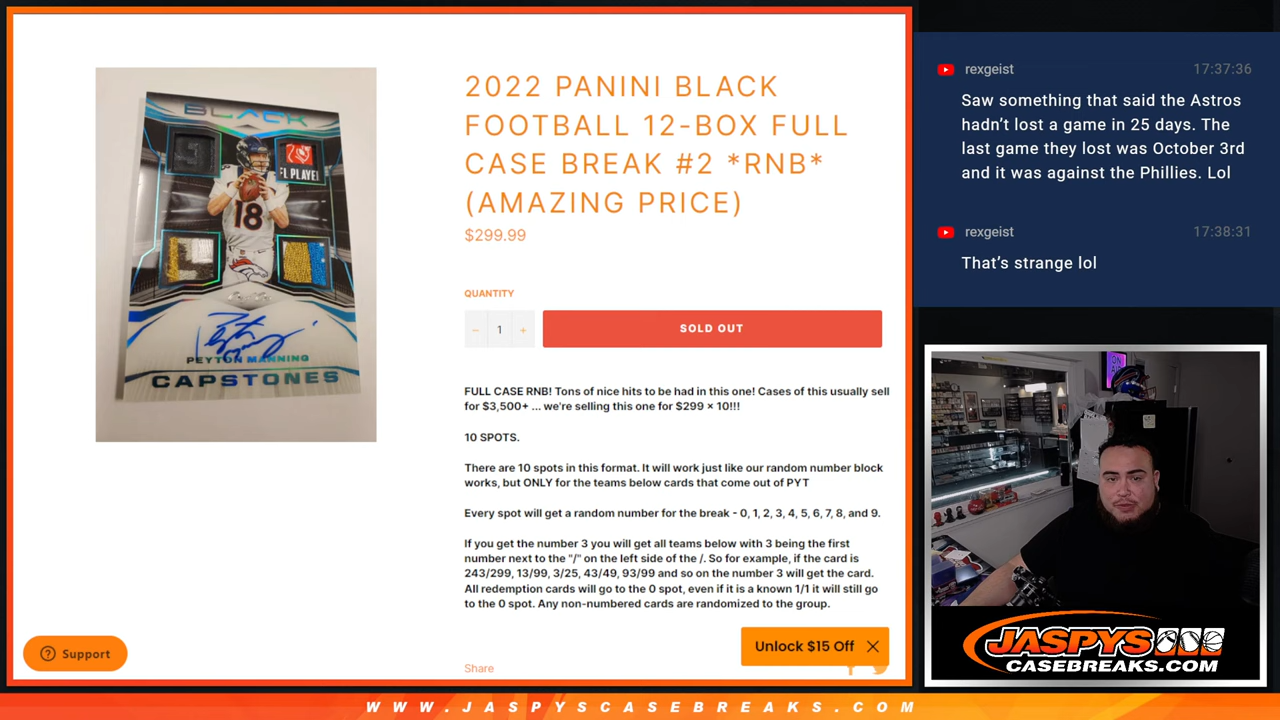 2022 PANINI BLACK
FOOTBALL 12-BOX FULL
CASE BREAK #2 *RNB*
(AMAZING PRICE)
$299.99
QUANTITY
− 1 +
SOLD OUT
FULL CASE RNB! Tons of nice hits to be had in this one! Cases of this usually sell
for $3,500+ ... we're selling this one for $299 × 10!!!
10 SPOTS.
There are 10 spots in this format. It will work just like our random number block
works, but ONLY for the teams below cards that come out of PYT
Every spot will get a random number for the break - 0, 1, 2, 3, 4, 5, 6, 7, 8, and 9.
If you get the number 3 you will get all teams below with 3 being the first
number next to the "/" on the left side of the /. So for example, if the card is
243/299, 13/99, 3/25, 43/49, 93/99 and so on the number 3 will get the card.
All redemption cards will go to the 0 spot, even if it is a known 1/1 it will still go
to the 0 spot. Any non-numbered cards are randomized to the group.
Share
Unlock $15 Off
Support
BLACK
FL PLAYER
18
PEYTON MANNING
CAPSTONES
rexgeist 17:37:36
Saw something that said the Astros
hadn't lost a game in 25 days. The
last game they lost was October 3rd
and it was against the Phillies. Lol
rexgeist 17:38:31
That's strange lol
JASPYS
CASEBREAKS.COM
WWW.JASPYSCASEBREAKS.COM